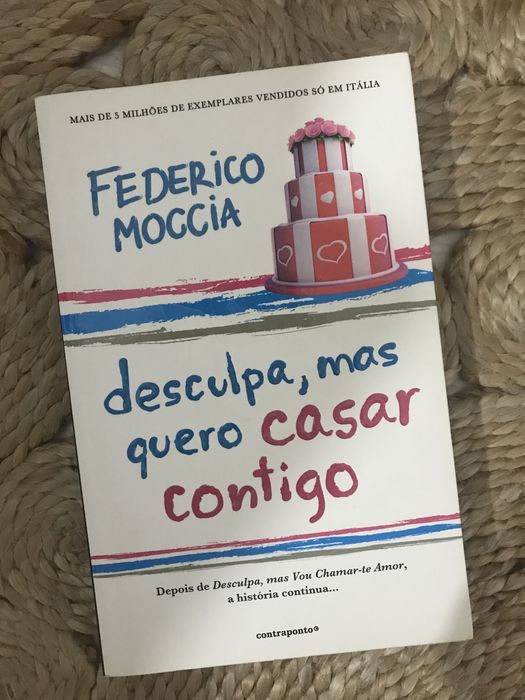 MAIS DE 5 MILHÕES DE EXEMPLARES VENDIDOS SÓ EM ITÁLIA
FEDERICO
MOCCIA
desculpa, mas
quero casar
contigo
Depois de Desculpa, mas Vou Chamar-te Amor,
a história continua...
contraponto®